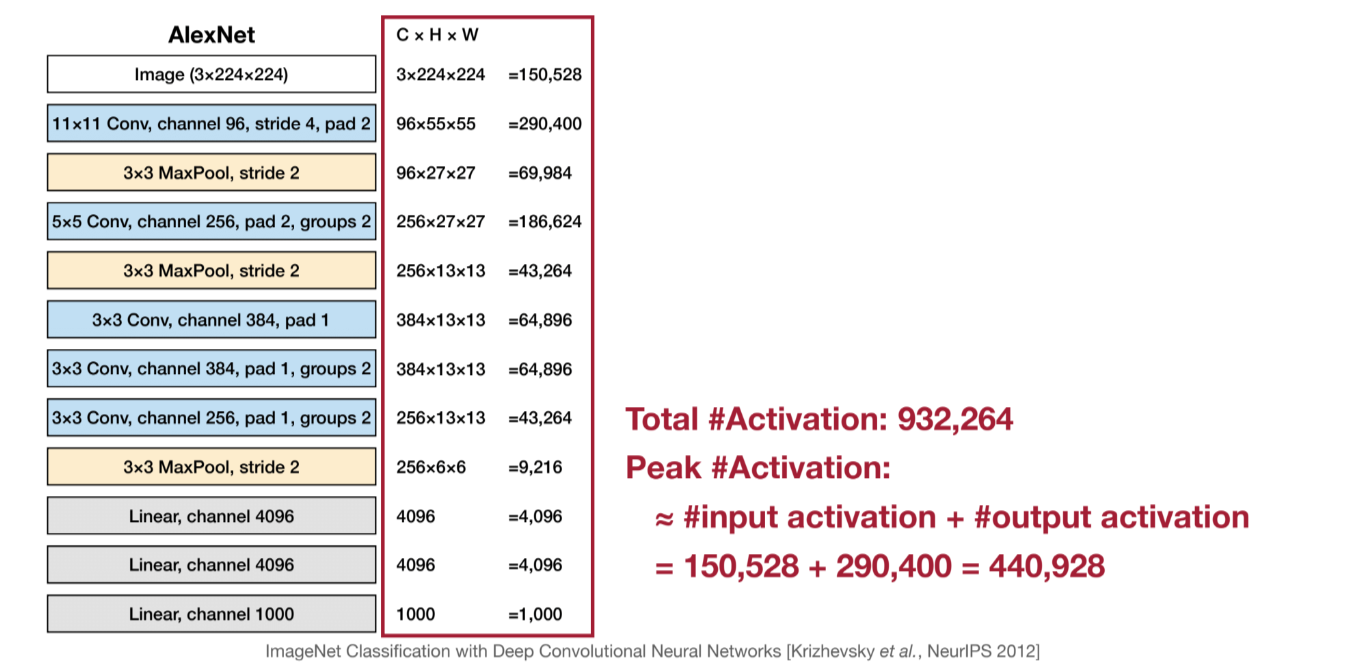 AlexNet C × H × W
Image (3×224×224) 3×224×224 =150,528
11×11 Conv, channel 96, stride 4, pad 2 96×55×55 =290,400
3×3 MaxPool, stride 2 96×27×27 =69,984
5×5 Conv, channel 256, pad 2, groups 2 256×27×27 =186,624
3×3 MaxPool, stride 2 256×13×13 =43,264
3×3 Conv, channel 384, pad 1 384×13×13 =64,896
3×3 Conv, channel 384, pad 1, groups 2 384×13×13 =64,896
3×3 Conv, channel 256, pad 1, groups 2 256×13×13 =43,264
3×3 MaxPool, stride 2 256×6×6 =9,216
Linear, channel 4096 4096 =4,096
Linear, channel 4096 4096 =4,096
Linear, channel 1000 1000 =1,000
Total #Activation: 932,264
Peak #Activation:
≈ #input activation + #output activation
= 150,528 + 290,400 = 440,928
ImageNet Classification with Deep Convolutional Neural Networks [Krizhevsky et al., NeurIPS 2012]